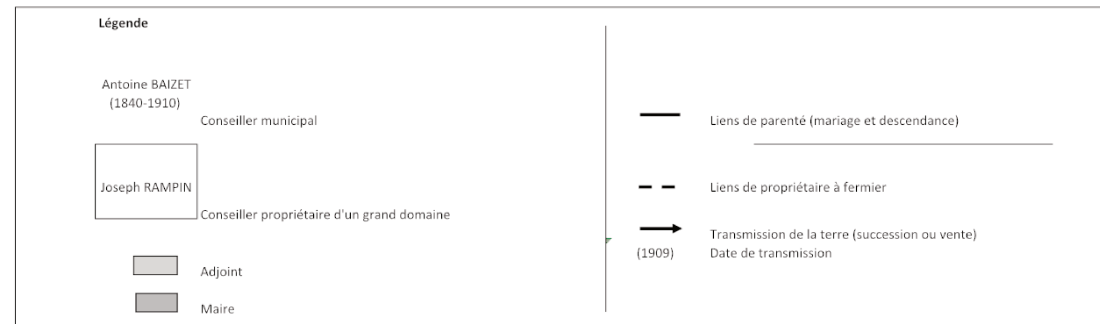 Légende
Antoine BAIZET
(1840-1910)
Conseiller municipal
Joseph RAMPIN
Conseiller propriétaire d'un grand domaine
Adjoint
Maire
Liens de parenté (mariage et descendance)
Liens de propriétaire à fermier
Transmission de la terre (succession ou vente)
(1909) Date de transmission